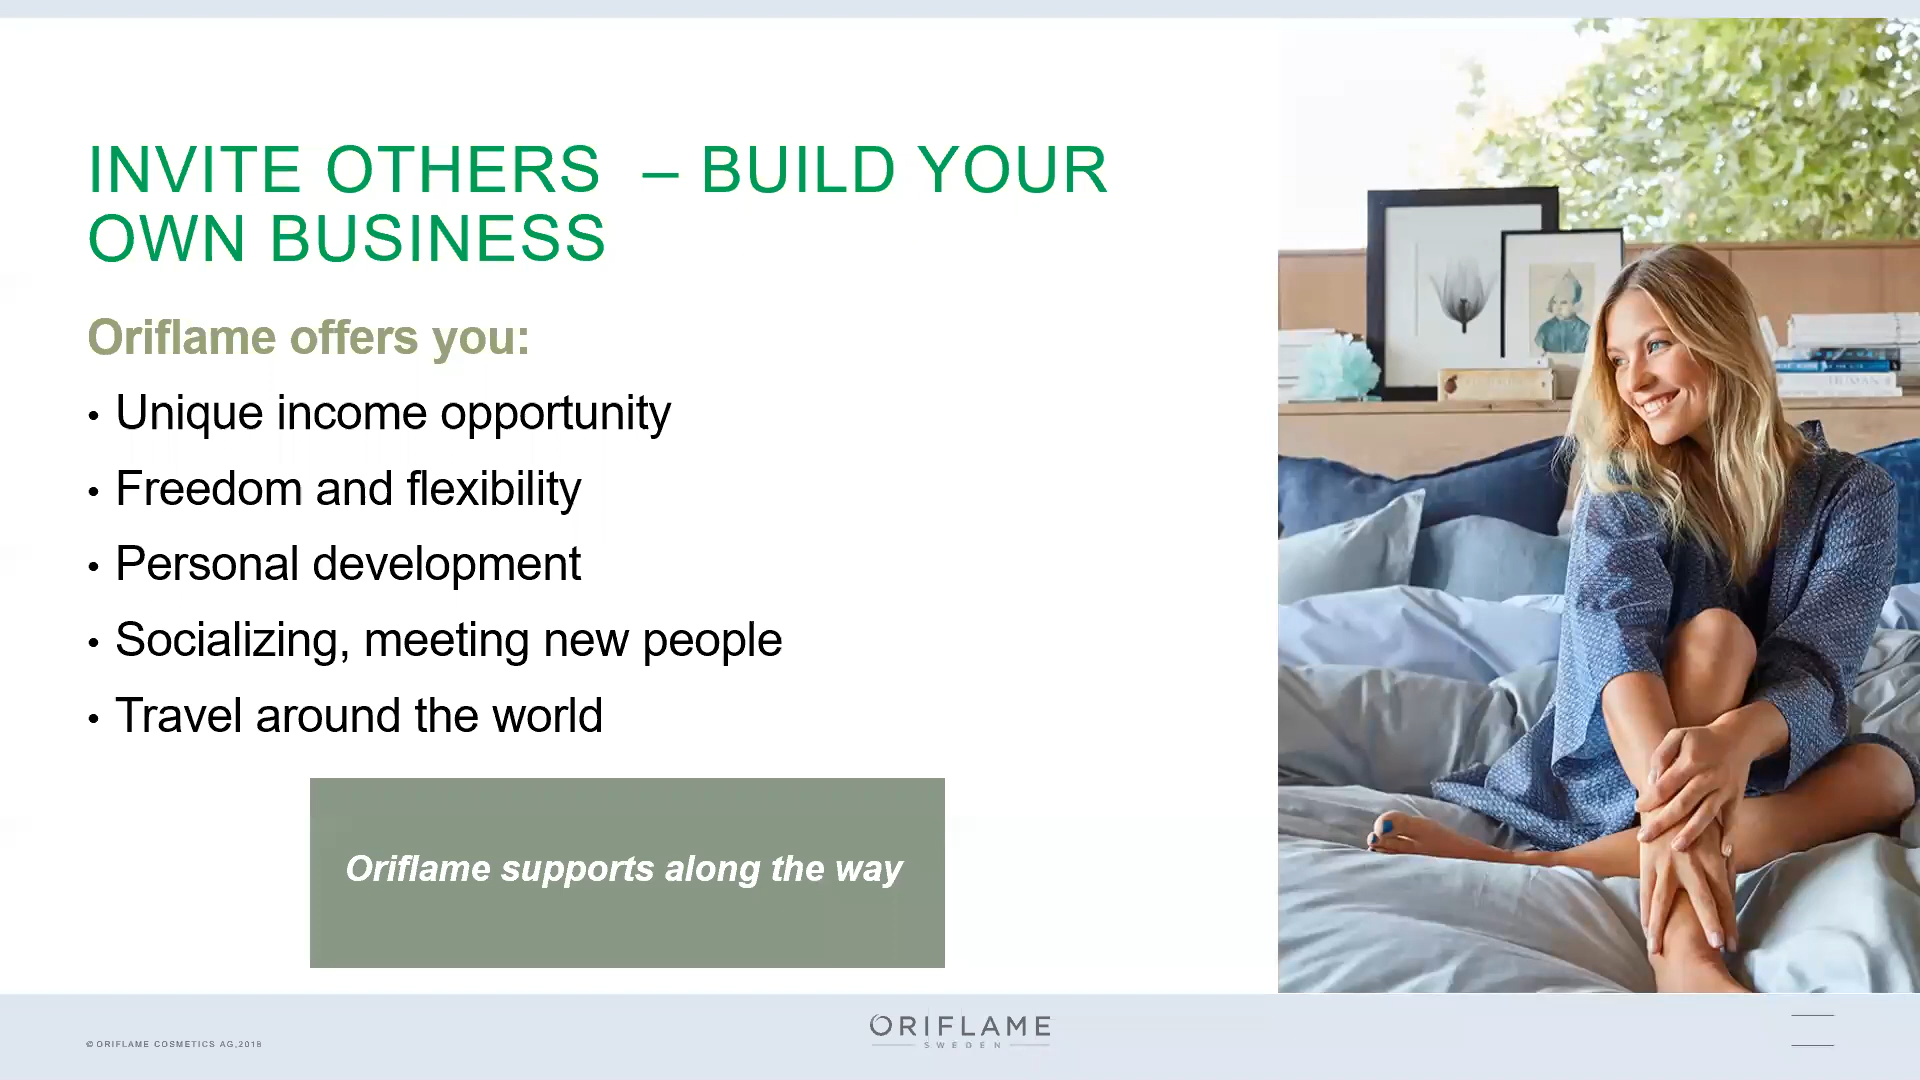 INVITE OTHERS – BUILD YOUR
OWN BUSINESS
Oriflame offers you:
• Unique income opportunity
• Freedom and flexibility
• Personal development
• Socializing, meeting new people
• Travel around the world
Oriflame supports along the way
© ORIFLAME COSMETICS AG,2018
ORIFLAME
SWEDEN